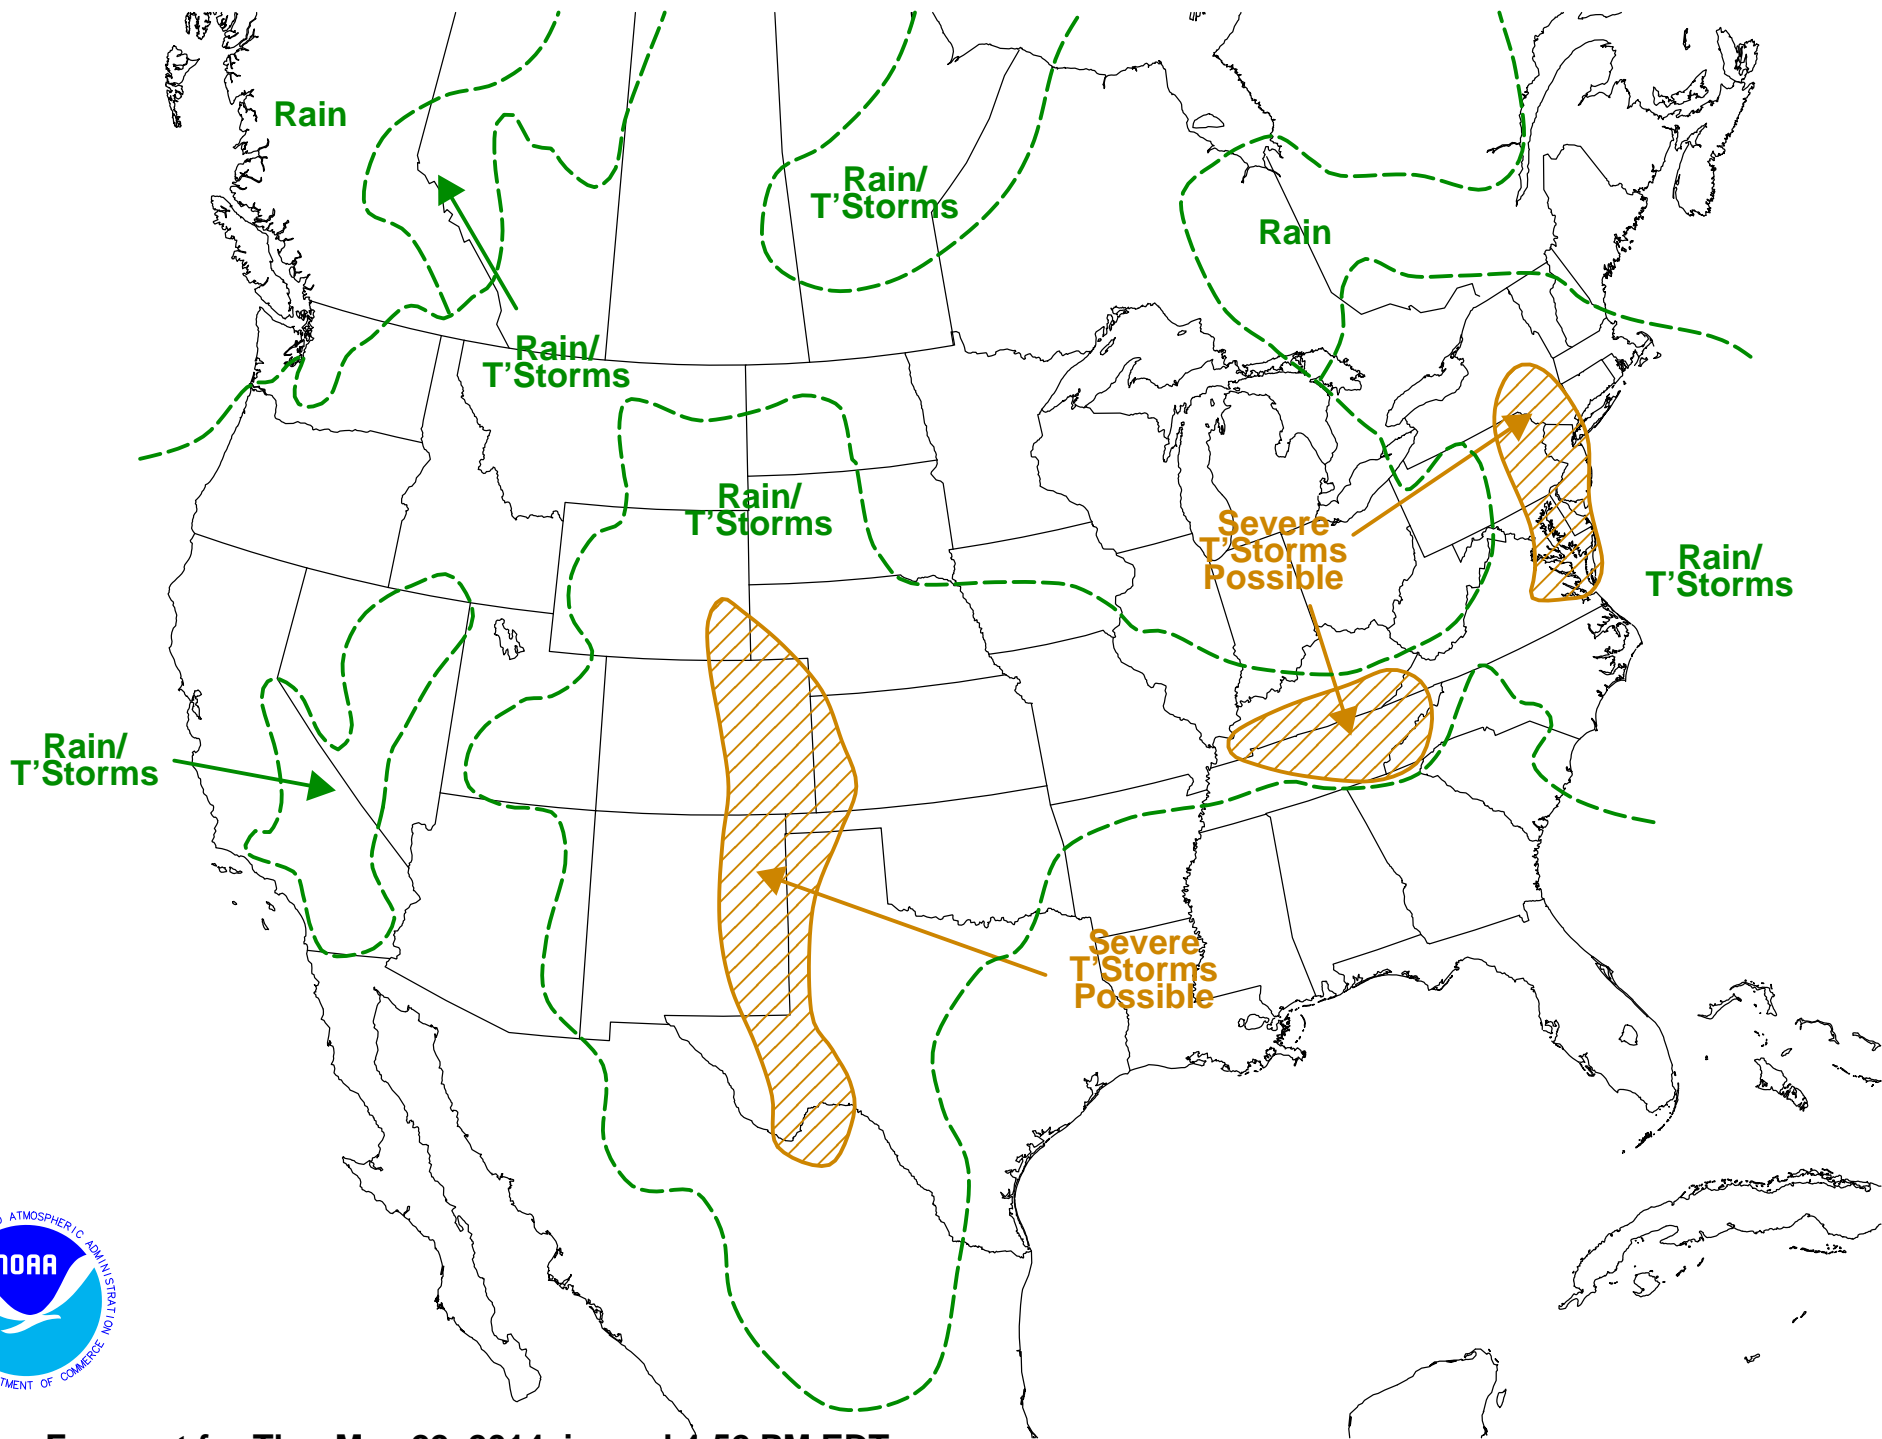 Rain
Rain/
T’Storms
Rain
Rain/
T’Storms
Rain/
T’Storms
Severe
T’Storms
Possible
Rain/
T’Storms
Rain/
T’Storms
Severe
T’Storms
Possible
ATMOSPHERIC ADMINISTRATION
NOAA
OF COMMERCE